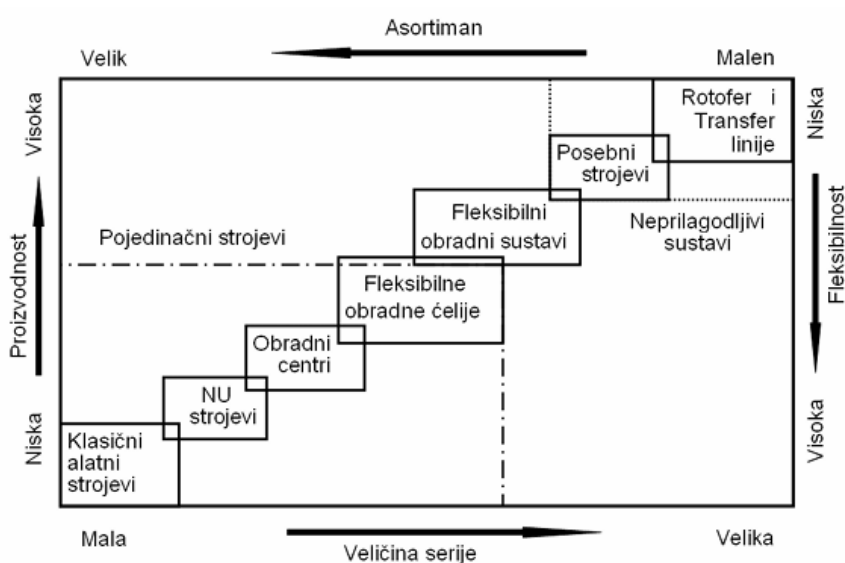 Asortiman
Velik
Malen
Visoka
Proizvodnost
Niska
Rotofer i
Transfer
linije
Posebni
strojevi
Fleksibilni
obradni sustavi
Neprilagodljivi
sustavi
Pojedinačni strojevi
Fleksibilne
obradne ćelije
Obradni
centri
NU
strojevi
Klasični
alatni
strojevi
Niska
Fleksibilnost
Visoka
Mala
Veličina serije
Velika